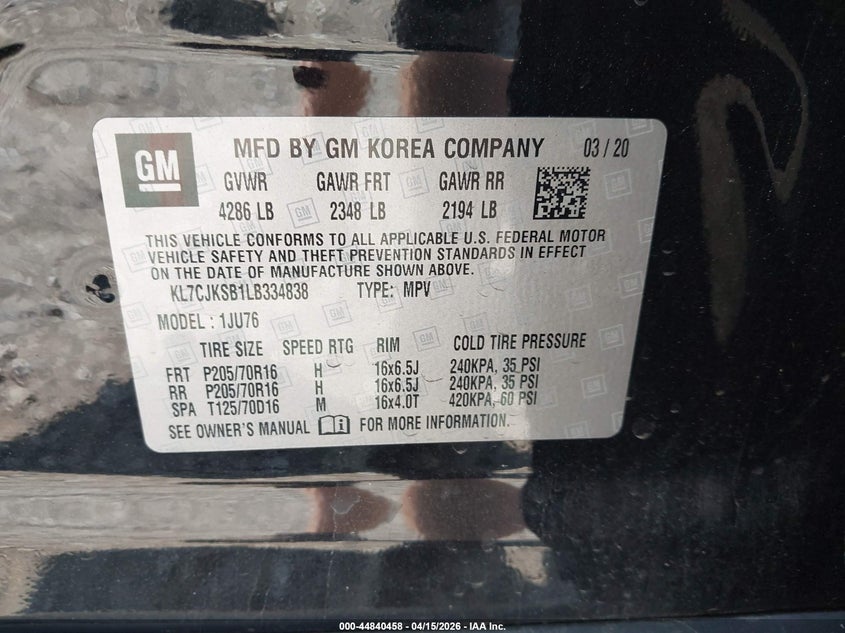 GM MFD BY GM KOREA COMPANY 03 / 20
GVWR GAWR FRT GAWR RR
4286 LB 2348 LB 2194 LB
THIS VEHICLE CONFORMS TO ALL APPLICABLE U.S. FEDERAL MOTOR
VEHICLE SAFETY AND THEFT PREVENTION STANDARDS IN EFFECT
ON THE DATE OF MANUFACTURE SHOWN ABOVE.
KL7CJKSB1LB334838 TYPE: MPV
MODEL : 1JU76
TIRE SIZE SPEED RTG RIM COLD TIRE PRESSURE
FRT P205/70R16 H 16x6.5J 240KPA, 35 PSI
RR P205/70R16 H 16x6.5J 240KPA, 35 PSI
SPA T125/70D16 M 16x4.0T 420KPA, 60 PSI
SEE OWNER'S MANUAL FOR MORE INFORMATION.
000-44840458 - 04/15/2026 - IAA Inc.